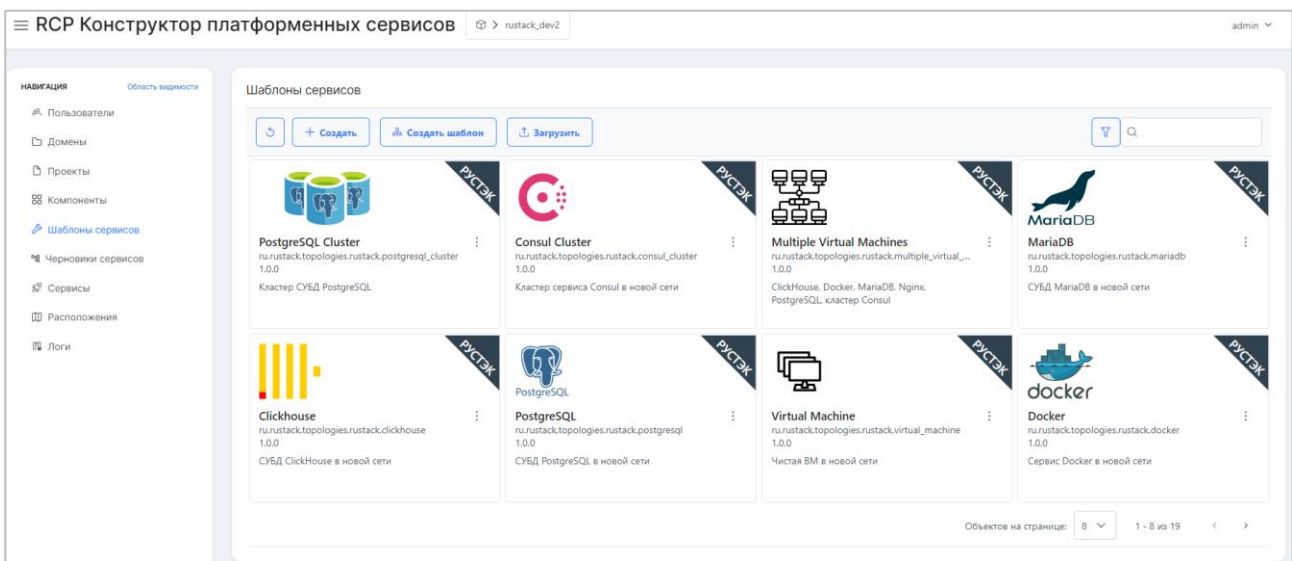 RCP Конструктор платформенных сервисов
rustack_dev2
admin
НАВИГАЦИЯ
Область видимости
Пользователи
Домены
Проекты
Компоненты
Шаблоны сервисов
Черновики сервисов
Сервисы
Расположения
Логи
Шаблоны сервисов
Создать
Создать шаблон
Загрузить
РУСТЭК
PostgreSQL Cluster
ru.rustack.topologies.rustack.postgresql_cluster
1.0.0
Кластер СУБД PostgreSQL
РУСТЭК
Consul Cluster
ru.rustack.topologies.rustack.consul_cluster
1.0.0
Кластер сервиса Consul в новой сети
РУСТЭК
Multiple Virtual Machines
ru.rustack.topologies.rustack.multiple_virtual_...
1.0.0
ClickHouse, Docker, MariaDB, Nginx,
PostgreSQL, кластер Consul
MariaDB
РУСТЭК
MariaDB
ru.rustack.topologies.rustack.mariadb
1.0.0
СУБД MariaDB в новой сети
РУСТЭК
Clickhouse
ru.rustack.topologies.rustack.clickhouse
1.0.0
СУБД ClickHouse в новой сети
PostgreSQL
РУСТЭК
PostgreSQL
ru.rustack.topologies.rustack.postgresql
1.0.0
СУБД PostgreSQL в новой сети
РУСТЭК
Virtual Machine
ru.rustack.topologies.rustack.virtual_machine
1.0.0
Чистая ВМ в новой сети
docker
РУСТЭК
Docker
ru.rustack.topologies.rustack.docker
1.0.0
Сервис Docker в новой сети
Объектов на странице: 8
1 - 8 из 19